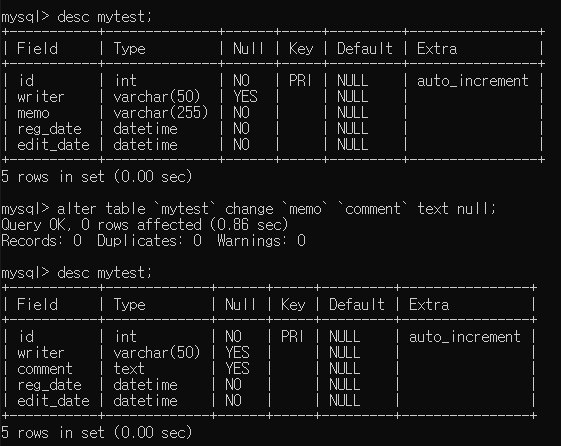 mysql> desc mytest;
+-----------+--------------+------+-----+---------+----------------+
| Field     | Type         | Null | Key | Default | Extra          |
+-----------+--------------+------+-----+---------+----------------+
| id        | int          | NO   | PRI | NULL    | auto_increment |
| writer    | varchar(50)  | YES  |     | NULL    |                |
| memo      | varchar(255) | NO   |     | NULL    |                |
| reg_date  | datetime     | NO   |     | NULL    |                |
| edit_date | datetime     | NO   |     | NULL    |                |
+-----------+--------------+------+-----+---------+----------------+
5 rows in set (0.00 sec)
mysql> alter table `mytest` change `memo` `comment` text null;
Query OK, 0 rows affected (0.86 sec)
Records: 0  Duplicates: 0  Warnings: 0
mysql> desc mytest;
+-----------+-------------+------+-----+---------+----------------+
| Field     | Type        | Null | Key | Default | Extra          |
+-----------+-------------+------+-----+---------+----------------+
| id        | int         | NO   | PRI | NULL    | auto_increment |
| writer    | varchar(50) | YES  |     | NULL    |                |
| comment   | text        | YES  |     | NULL    |                |
| reg_date  | datetime    | NO   |     | NULL    |                |
| edit_date | datetime    | NO   |     | NULL    |                |
+-----------+-------------+------+-----+---------+----------------+
5 rows in set (0.00 sec)